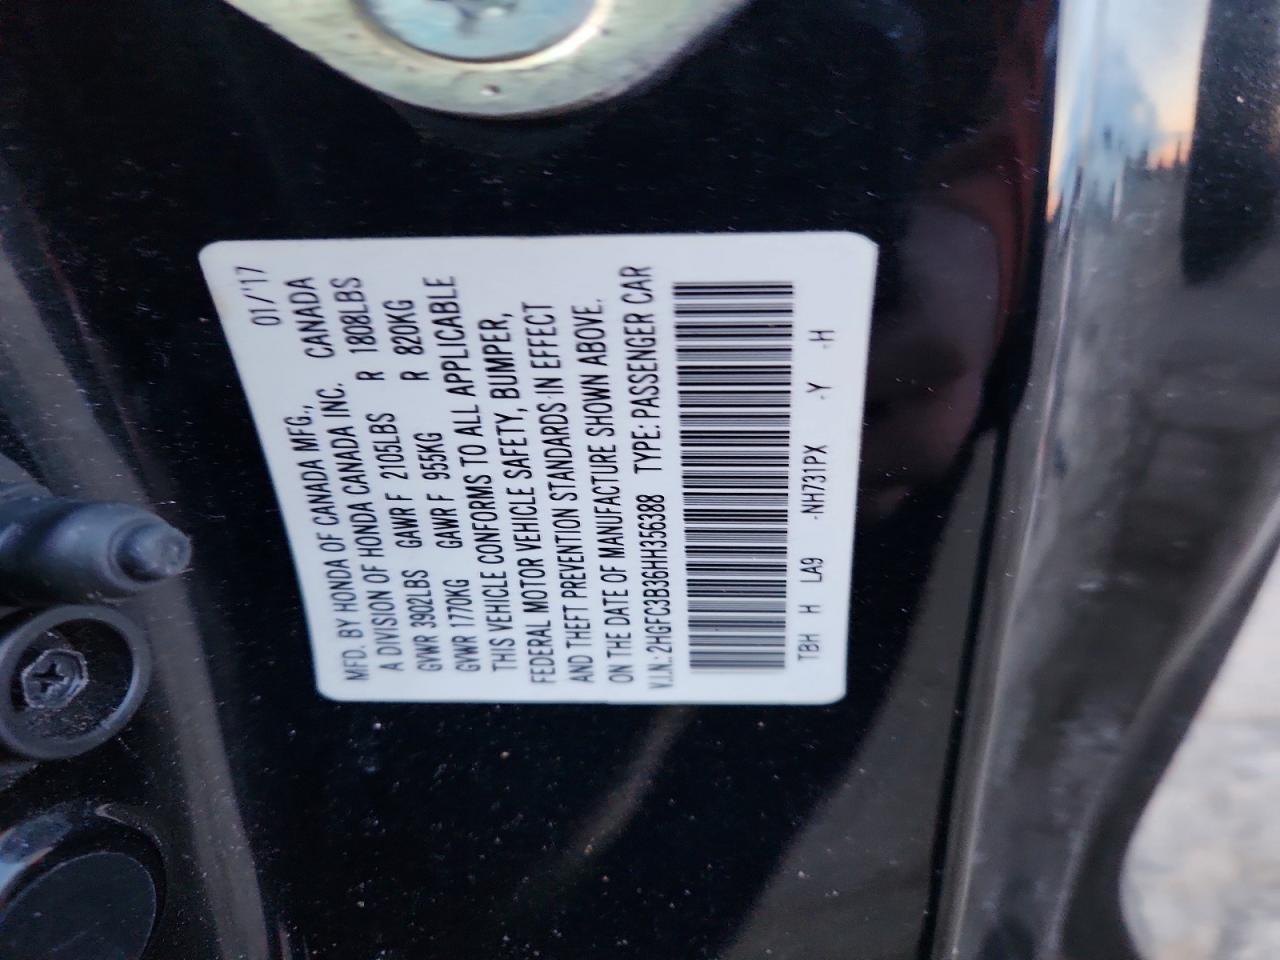 01/'17
MFD. BY HONDA OF CANADA MFG., CANADA
A DIVISION OF HONDA CANADA INC.
GVWR 3902LBS GAWR F 2105LBS R 1808LBS
GVWR 1770KG GAWR F 955KG R 820KG
THIS VEHICLE CONFORMS TO ALL APPLICABLE
FEDERAL MOTOR VEHICLE SAFETY, BUMPER,
AND THEFT PREVENTION STANDARDS IN EFFECT
ON THE DATE OF MANUFACTURE SHOWN ABOVE.
V.I.N.: 2HGFC3B36HH356388 TYPE: PASSENGER CAR
TBH H LA9 -NH731PX -Y -H